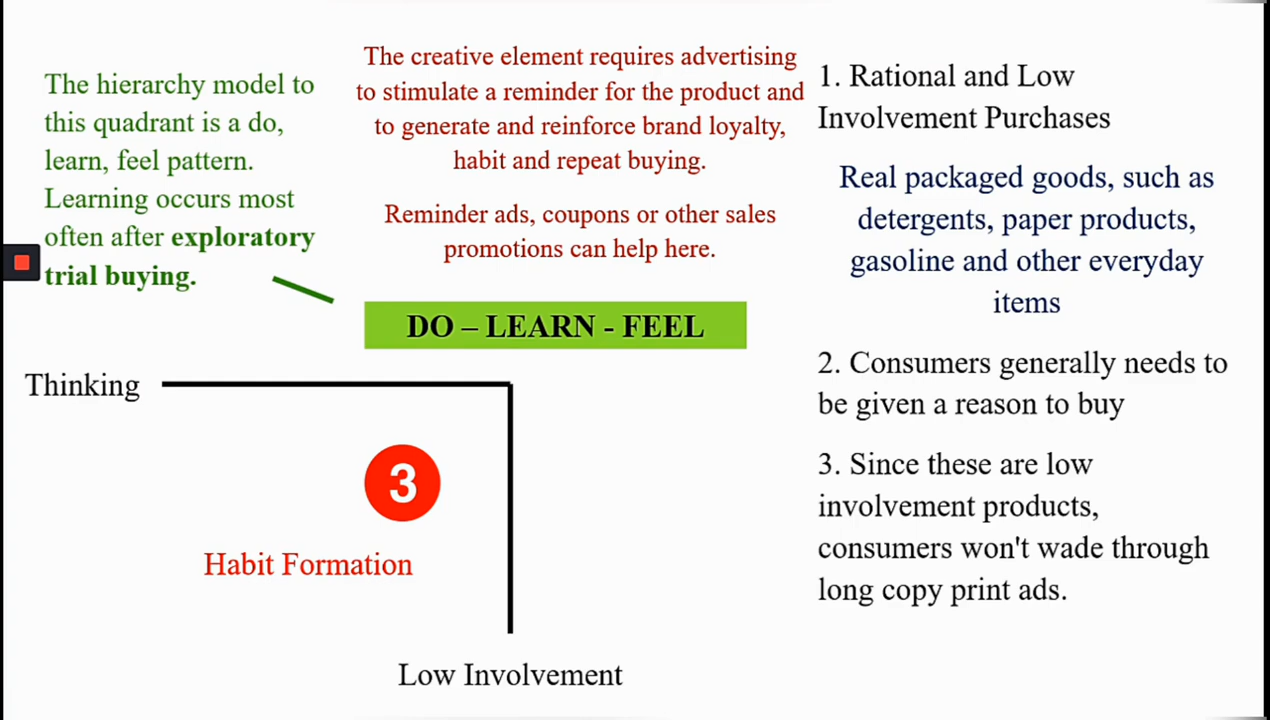 The hierarchy model to
this quadrant is a do,
learn, feel pattern.
Learning occurs most
often after exploratory
trial buying.
The creative element requires advertising
to stimulate a reminder for the product and
to generate and reinforce brand loyalty,
habit and repeat buying.
Reminder ads, coupons or other sales
promotions can help here.
DO – LEARN - FEEL
Thinking
3
Habit Formation
Low Involvement
1. Rational and Low
Involvement Purchases
Real packaged goods, such as
detergents, paper products,
gasoline and other everyday
items
2. Consumers generally needs to
be given a reason to buy
3. Since these are low
involvement products,
consumers won't wade through
long copy print ads.